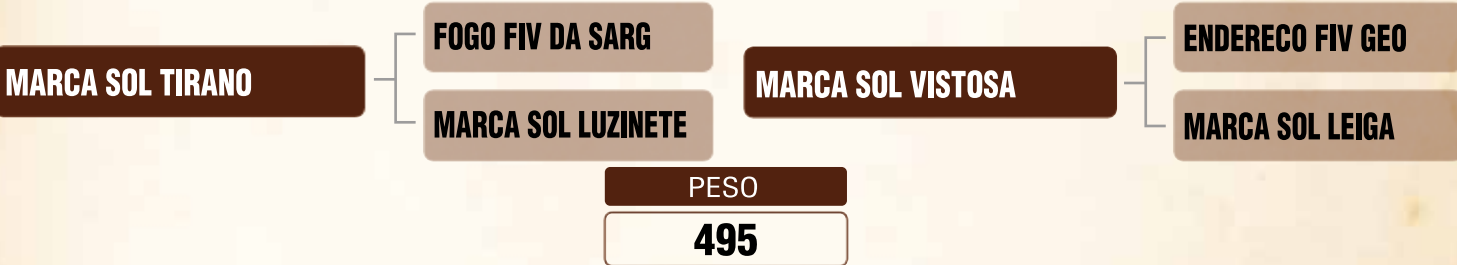 MARCA SOL TIRANO
FOGO FIV DA SARG
MARCA SOL LUZINETE
MARCA SOL VISTOSA
ENDERECO FIV GEO
MARCA SOL LEIGA
PESO
495